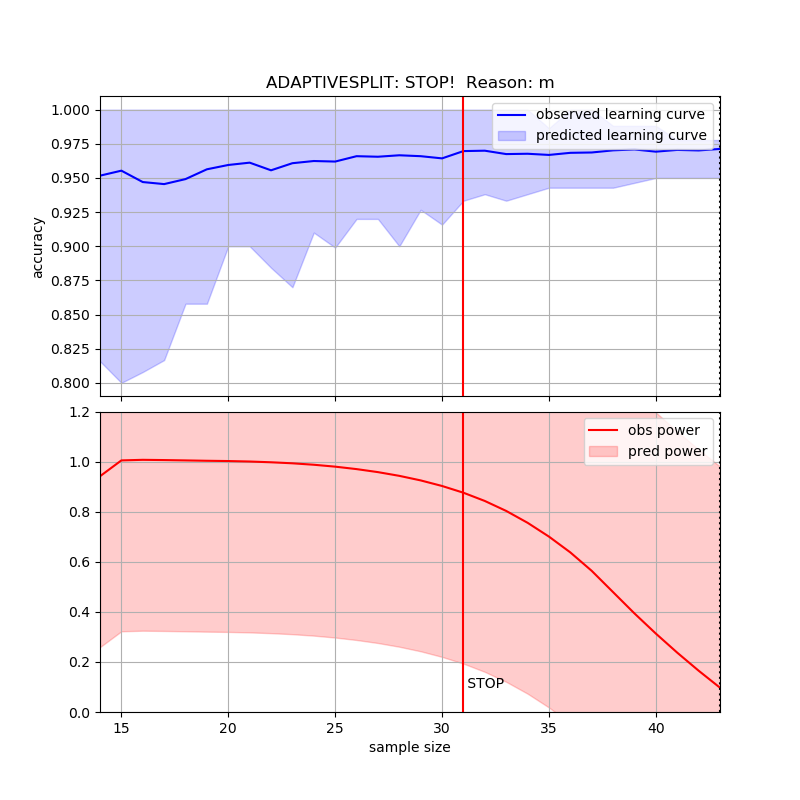 ADAPTIVESPLIT: STOP!  Reason: m
1.000
0.975
0.950
0.925
0.900
0.875
0.850
0.825
0.800
accuracy
observed learning curve
predicted learning curve
1.2
1.0
0.8
0.6
0.4
0.2
0.0
obs power
pred power
STOP
15
20
25
30
35
40
sample size